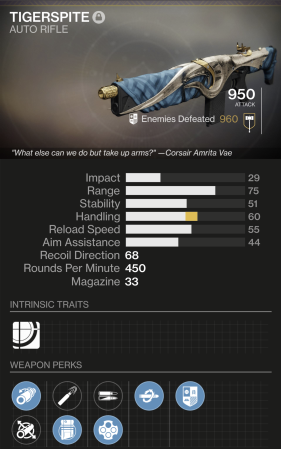 TIGERSPITE
AUTO RIFLE
950
ATTACK
Enemies Defeated 960
"What else can we do but take up arms?" —Corsair Amrita Vae
Impact 29
Range 75
Stability 51
Handling 60
Reload Speed 55
Aim Assistance 44
Recoil Direction 68
Rounds Per Minute 450
Magazine 33
INTRINSIC TRAITS
WEAPON PERKS